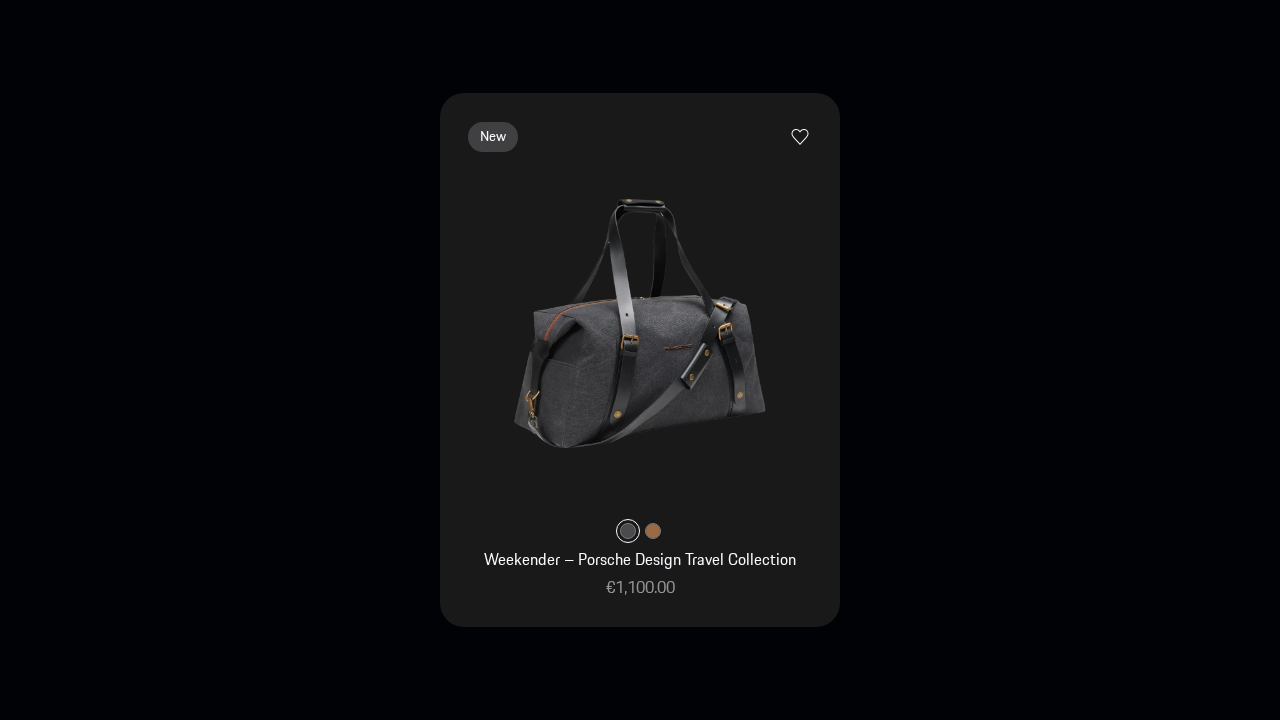 New
Weekender – Porsche Design Travel Collection
€1,100.00